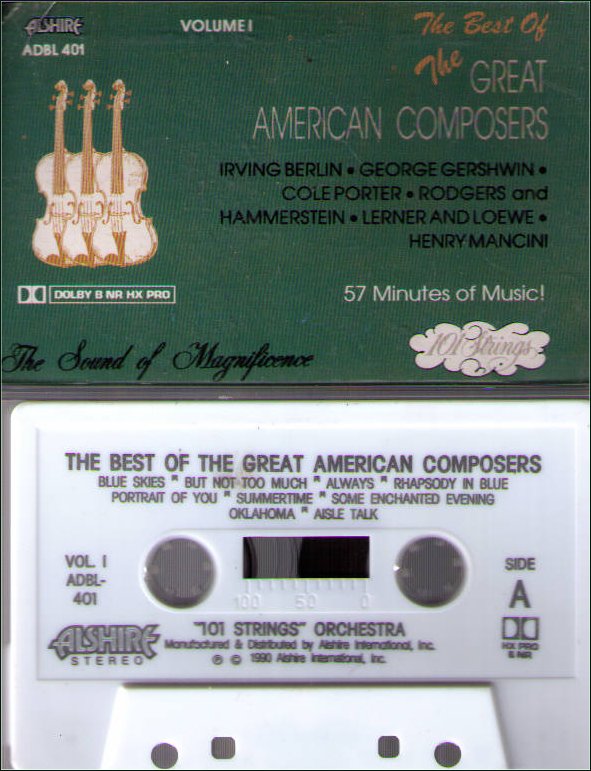 ALSHIRE
ADBL 401
VOLUME I
The Best Of
The
GREAT
AMERICAN COMPOSERS
IRVING BERLIN • GEORGE GERSHWIN •
COLE PORTER • RODGERS and
HAMMERSTEIN • LERNER AND LOEWE •
HENRY MANCINI
DOLBY B NR HX PRO
57 Minutes of Music!
The Sound of Magnificence
101 Strings
THE BEST OF THE GREAT AMERICAN COMPOSERS
BLUE SKIES * BUT NOT TOO MUCH * ALWAYS * RHAPSODY IN BLUE
PORTRAIT OF YOU * SUMMERTIME * SOME ENCHANTED EVENING
OKLAHOMA * AISLE TALK
VOL. I
ADBL-
401
100 50 0
SIDE
A
HX PRO
B NR
ALSHIRE
STEREO
"101 STRINGS" ORCHESTRA
Manufactured & Distributed by Alshire International, Inc.
℗ © 1990 Alshire International, Inc.